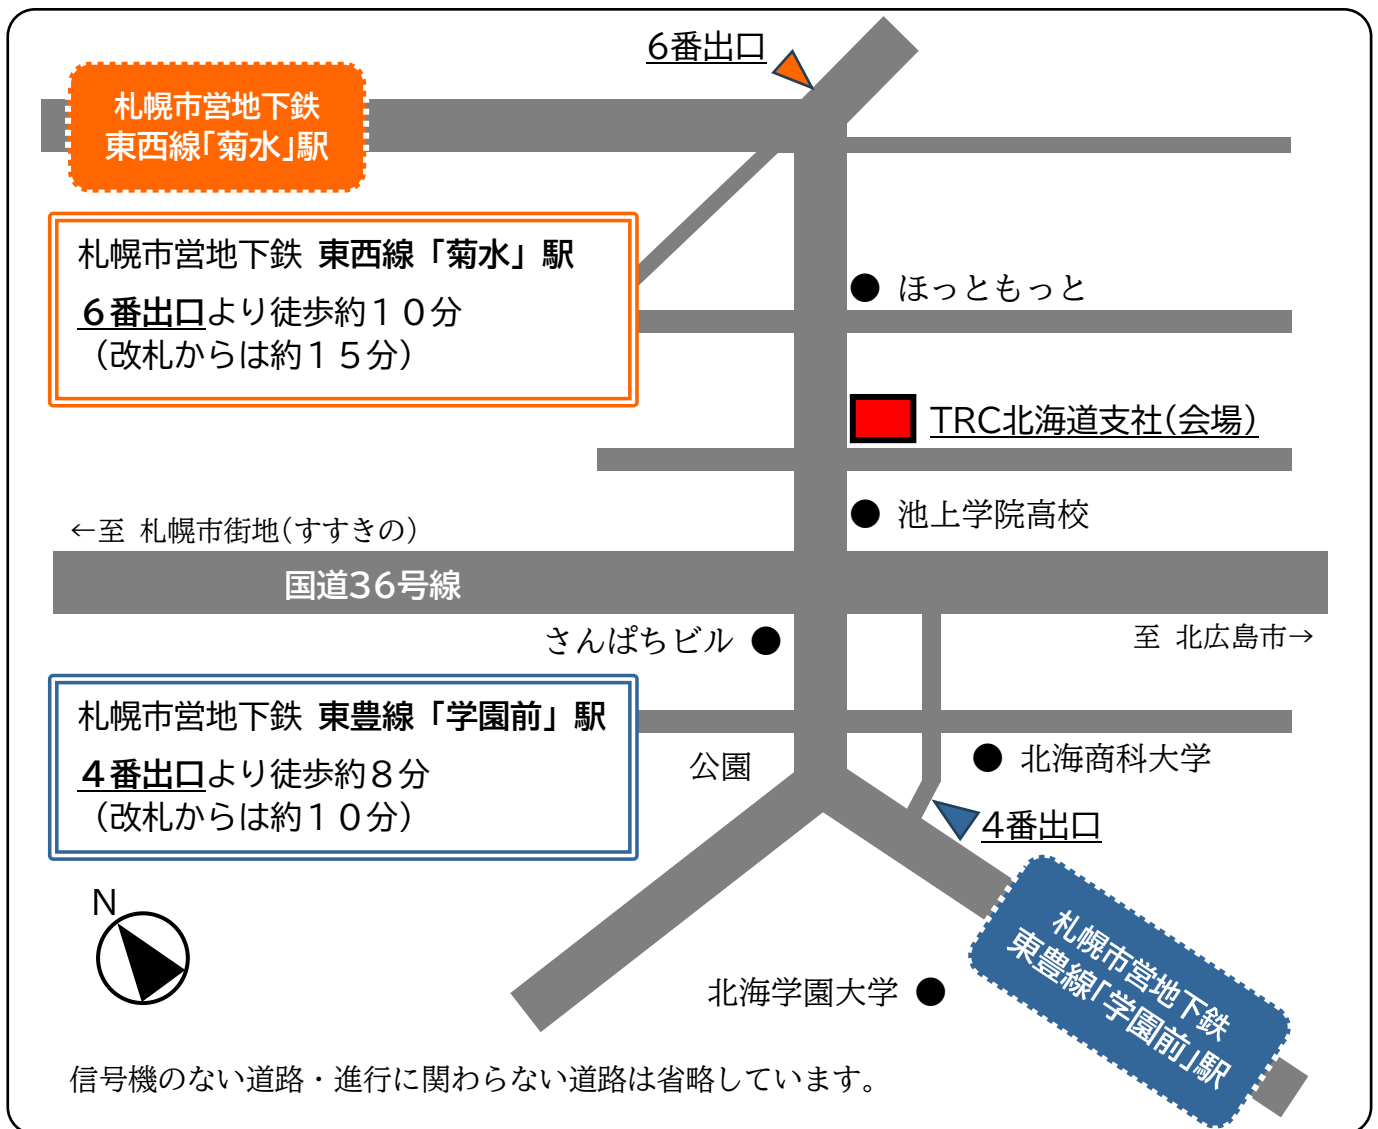 6番出口
札幌市営地下鉄
東西線「菊水」駅
札幌市営地下鉄 東西線「菊水」駅
６番出口より徒歩約１０分
（改札からは約１５分）
ほっともっと
TRC北海道支社(会場)
池上学院高校
←至 札幌市街地(すすきの)
国道36号線
さんぱちビル
至 北広島市→
札幌市営地下鉄 東豊線「学園前」駅
４番出口より徒歩約８分
（改札からは約１０分）
公園
北海商科大学
4番出口
N
札幌市営地下鉄
東豊線「学園前」駅
北海学園大学
信号機のない道路・進行に関わらない道路は省略しています。